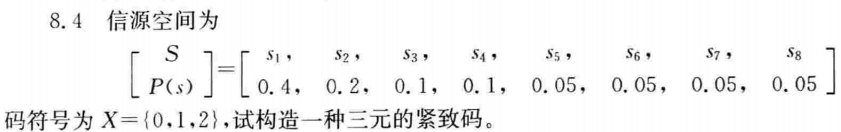 8.4 信源空间为
[ S ] = [ s₁, s₂, s₃, s₄, s₅, s₆, s₇, s₈ ]
[ P(s) ] [ 0.4, 0.2, 0.1, 0.1, 0.05, 0.05, 0.05, 0.05 ]
码符号为 X={0,1,2},试构造一种三元的紧致码。